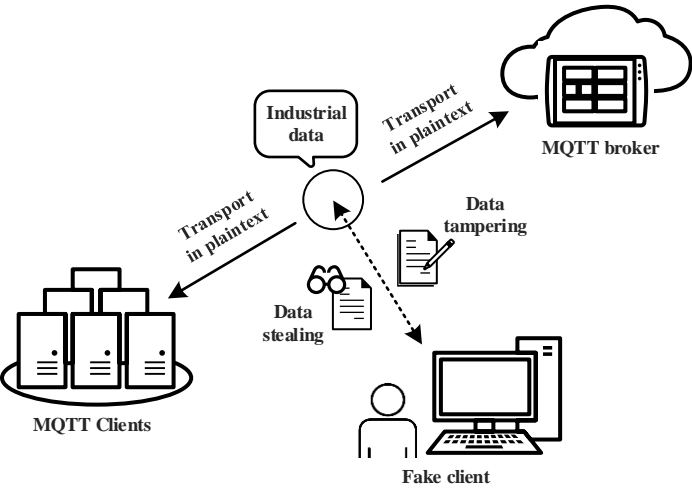 Industrial
data
Transport
in plaintext
MQTT broker
Transport
in plaintext
Data
tampering
Data
stealing
MQTT Clients
Fake client